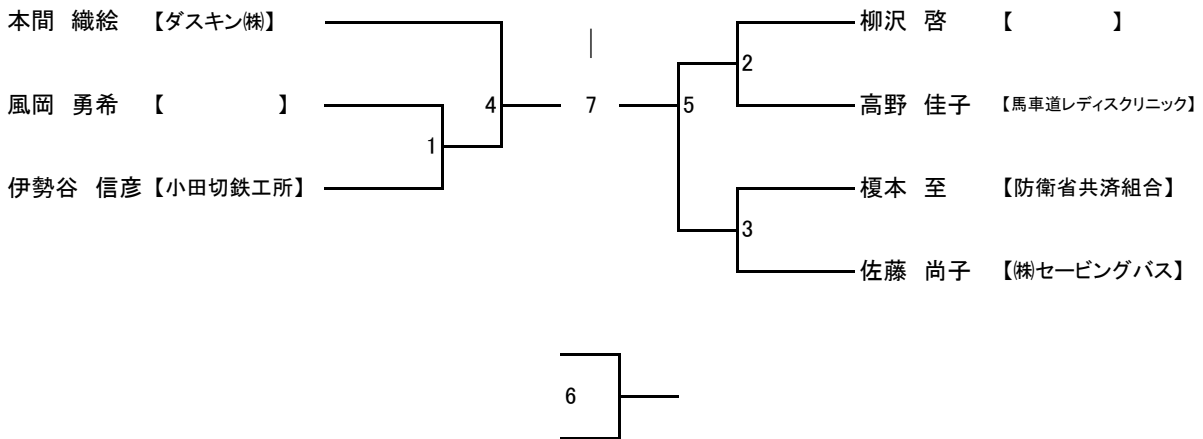 本間　織絵　【ダスキン㈱】
風岡　勇希　【　　　　】
伊勢谷　信彦【小田切鉄工所】
1
4
7
5
2
3
柳沢　啓　【　　　　】
高野　佳子　【馬車道レディスクリニック】
榎本　至　【防衛省共済組合】
佐藤　尚子　【㈱セービングバス】
6